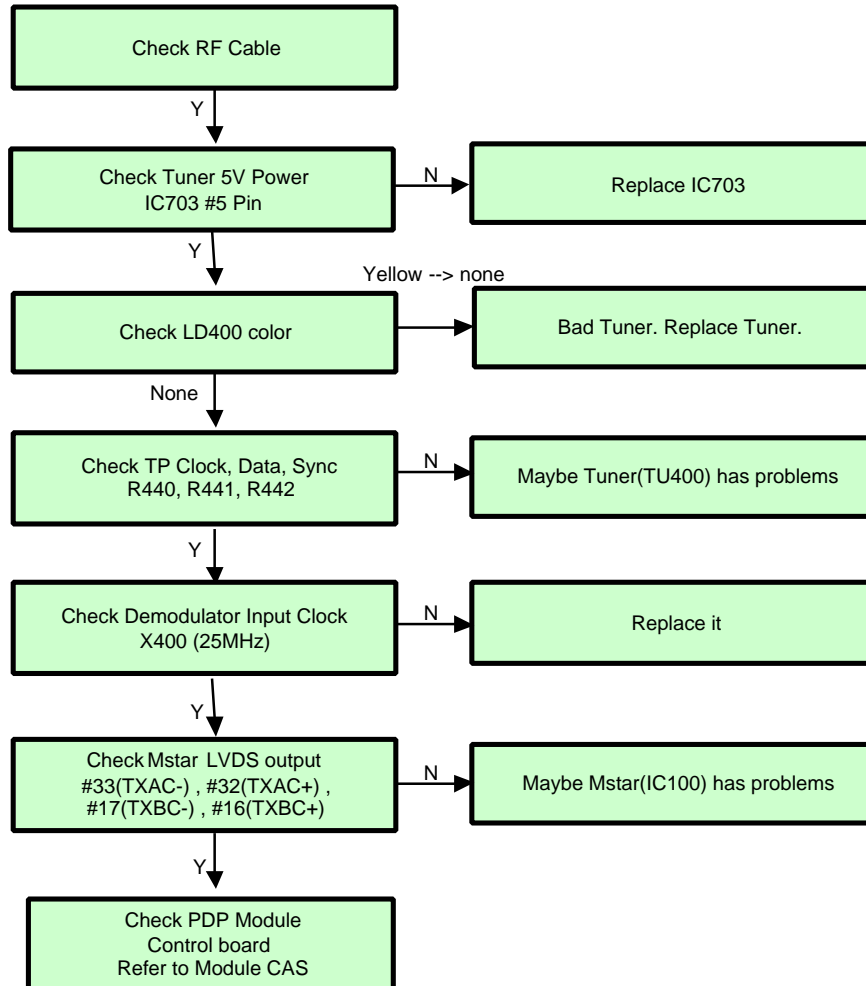 Check RF Cable
Y
Check Tuner 5V Power
IC703 #5 Pin
N
Replace IC703
Y
Yellow --> none
Check LD400 color
Bad Tuner. Replace Tuner.
None
Check TP Clock, Data, Sync
R440, R441, R442
N
Maybe Tuner(TU400) has problems
Y
Check Demodulator Input Clock
X400 (25MHz)
N
Replace it
Y
Check Mstar LVDS output
#33(TXAC-) , #32(TXAC+) ,
#17(TXBC-) , #16(TXBC+)
N
Maybe Mstar(IC100) has problems
Y
Check PDP Module
Control board
Refer to Module CAS